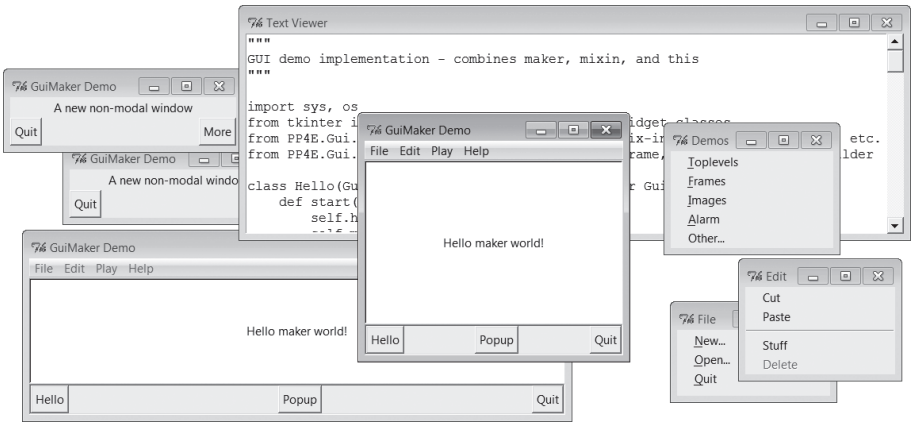 Text Viewer
"""
GUI demo implementation - combines maker, mixin, and this
"""
import sys, os
from tkinter i idget classes
from PP4E.Gui. ix-in etc.
from PP4E.Gui. rame, lder
class Hello(Gu r Gui
def start(
self.h
GuiMaker Demo
A new non-modal window
Quit
More
GuiMaker Demo
A new non-modal windo
Quit
GuiMaker Demo
File Edit Play Help
Hello maker world!
Hello
Popup
Quit
GuiMaker Demo
File Edit Play Help
Hello maker world!
Hello
Popup
Quit
Demos
Toplevels
Frames
Images
Alarm
Other...
Edit
Cut
Paste
Stuff
Delete
File
New...
Open...
Quit